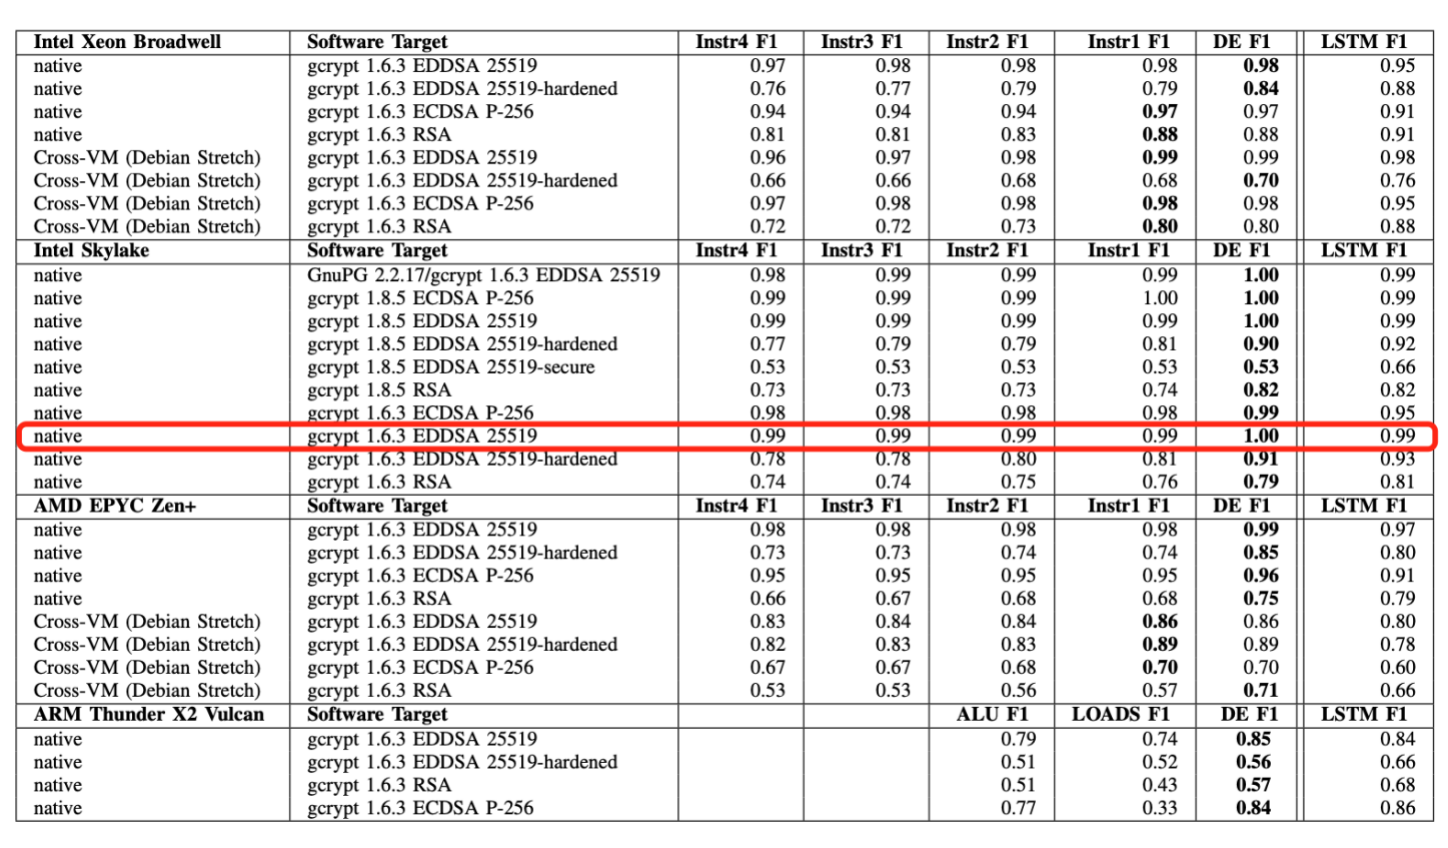 Intel Xeon Broadwell Software Target Instr4 F1 Instr3 F1 Instr2 F1 Instr1 F1 DE F1 LSTM F1
native gcrypt 1.6.3 EDDSA 25519 0.97 0.98 0.98 0.98 0.98 0.95
native gcrypt 1.6.3 EDDSA 25519-hardened 0.76 0.77 0.79 0.79 0.84 0.88
native gcrypt 1.6.3 ECDSA P-256 0.94 0.94 0.94 0.97 0.97 0.91
native gcrypt 1.6.3 RSA 0.81 0.81 0.83 0.88 0.88 0.91
Cross-VM (Debian Stretch) gcrypt 1.6.3 EDDSA 25519 0.96 0.97 0.98 0.99 0.99 0.98
Cross-VM (Debian Stretch) gcrypt 1.6.3 EDDSA 25519-hardened 0.66 0.66 0.68 0.68 0.70 0.76
Cross-VM (Debian Stretch) gcrypt 1.6.3 ECDSA P-256 0.97 0.98 0.98 0.98 0.98 0.95
Cross-VM (Debian Stretch) gcrypt 1.6.3 RSA 0.72 0.72 0.73 0.80 0.80 0.88
Intel Skylake Software Target Instr4 F1 Instr3 F1 Instr2 F1 Instr1 F1 DE F1 LSTM F1
native GnuPG 2.2.17/gcrypt 1.6.3 EDDSA 25519 0.98 0.99 0.99 0.99 1.00 0.99
native gcrypt 1.8.5 ECDSA P-256 0.99 0.99 0.99 1.00 1.00 0.99
native gcrypt 1.8.5 EDDSA 25519 0.99 0.99 0.99 0.99 1.00 0.99
native gcrypt 1.8.5 EDDSA 25519-hardened 0.77 0.79 0.79 0.81 0.90 0.92
native gcrypt 1.8.5 EDDSA 25519-secure 0.53 0.53 0.53 0.53 0.53 0.66
native gcrypt 1.8.5 RSA 0.73 0.73 0.73 0.74 0.82 0.82
native gcrypt 1.6.3 ECDSA P-256 0.98 0.98 0.98 0.98 0.99 0.95
native gcrypt 1.6.3 EDDSA 25519 0.99 0.99 0.99 0.99 1.00 0.99
native gcrypt 1.6.3 EDDSA 25519-hardened 0.78 0.78 0.80 0.81 0.91 0.93
native gcrypt 1.6.3 RSA 0.74 0.74 0.75 0.76 0.79 0.81
AMD EPYC Zen+ Software Target Instr4 F1 Instr3 F1 Instr2 F1 Instr1 F1 DE F1 LSTM F1
native gcrypt 1.6.3 EDDSA 25519 0.98 0.98 0.98 0.98 0.99 0.97
native gcrypt 1.6.3 EDDSA 25519-hardened 0.73 0.73 0.74 0.74 0.85 0.80
native gcrypt 1.6.3 ECDSA P-256 0.95 0.95 0.95 0.95 0.96 0.91
native gcrypt 1.6.3 RSA 0.66 0.67 0.68 0.68 0.75 0.79
Cross-VM (Debian Stretch) gcrypt 1.6.3 EDDSA 25519 0.83 0.84 0.84 0.86 0.86 0.80
Cross-VM (Debian Stretch) gcrypt 1.6.3 EDDSA 25519-hardened 0.82 0.83 0.83 0.89 0.89 0.78
Cross-VM (Debian Stretch) gcrypt 1.6.3 ECDSA P-256 0.67 0.67 0.68 0.70 0.70 0.60
Cross-VM (Debian Stretch) gcrypt 1.6.3 RSA 0.53 0.53 0.56 0.57 0.71 0.66
ARM Thunder X2 Vulcan Software Target ALU F1 LOADS F1 DE F1 LSTM F1
native gcrypt 1.6.3 EDDSA 25519 0.79 0.74 0.85 0.84
native gcrypt 1.6.3 EDDSA 25519-hardened 0.51 0.52 0.56 0.66
native gcrypt 1.6.3 RSA 0.51 0.43 0.57 0.68
native gcrypt 1.6.3 ECDSA P-256 0.77 0.33 0.84 0.86